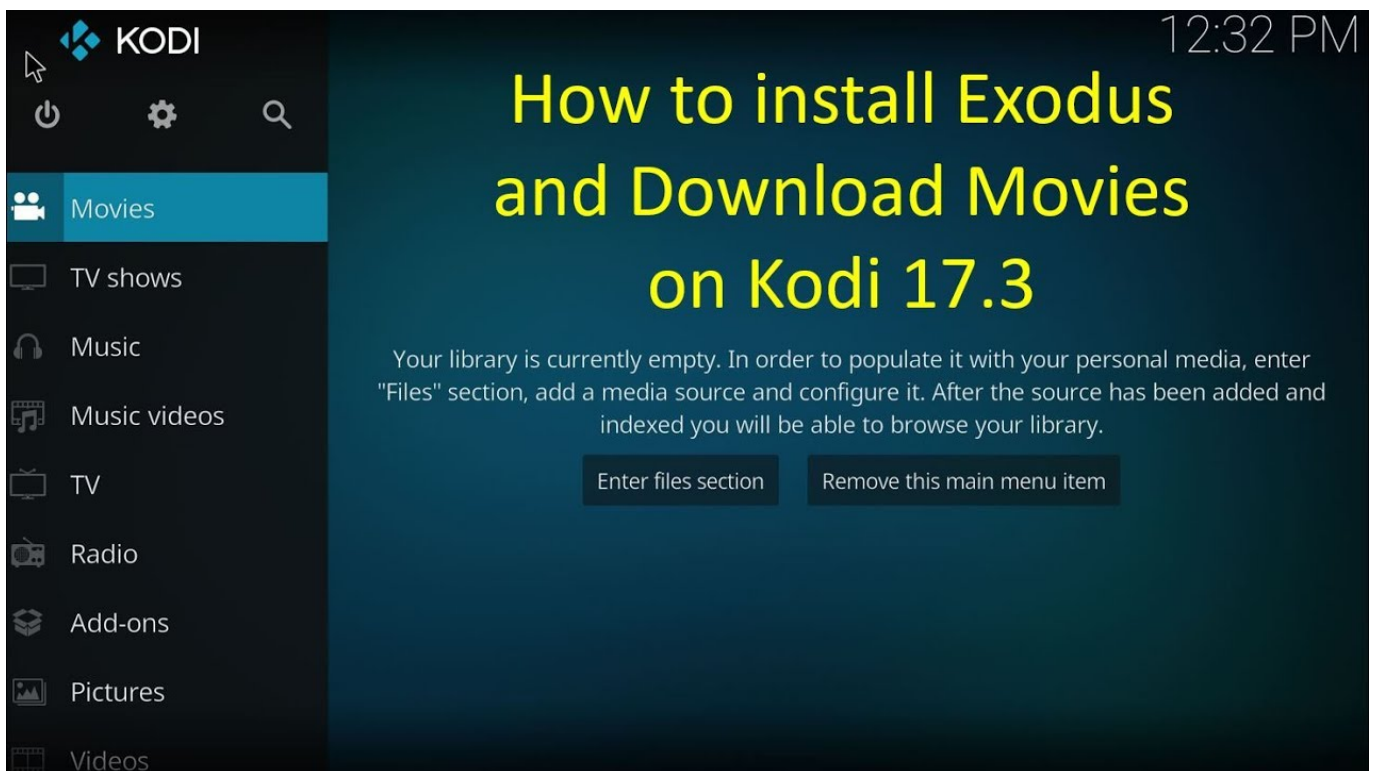 KODI
12:32 PM
How to install Exodus
and Download Movies
on Kodi 17.3
Movies
TV shows
Music
Music videos
TV
Radio
Add-ons
Pictures
Videos
Your library is currently empty. In order to populate it with your personal media, enter
"Files" section, add a media source and configure it. After the source has been added and
indexed you will be able to browse your library.
Enter files section
Remove this main menu item